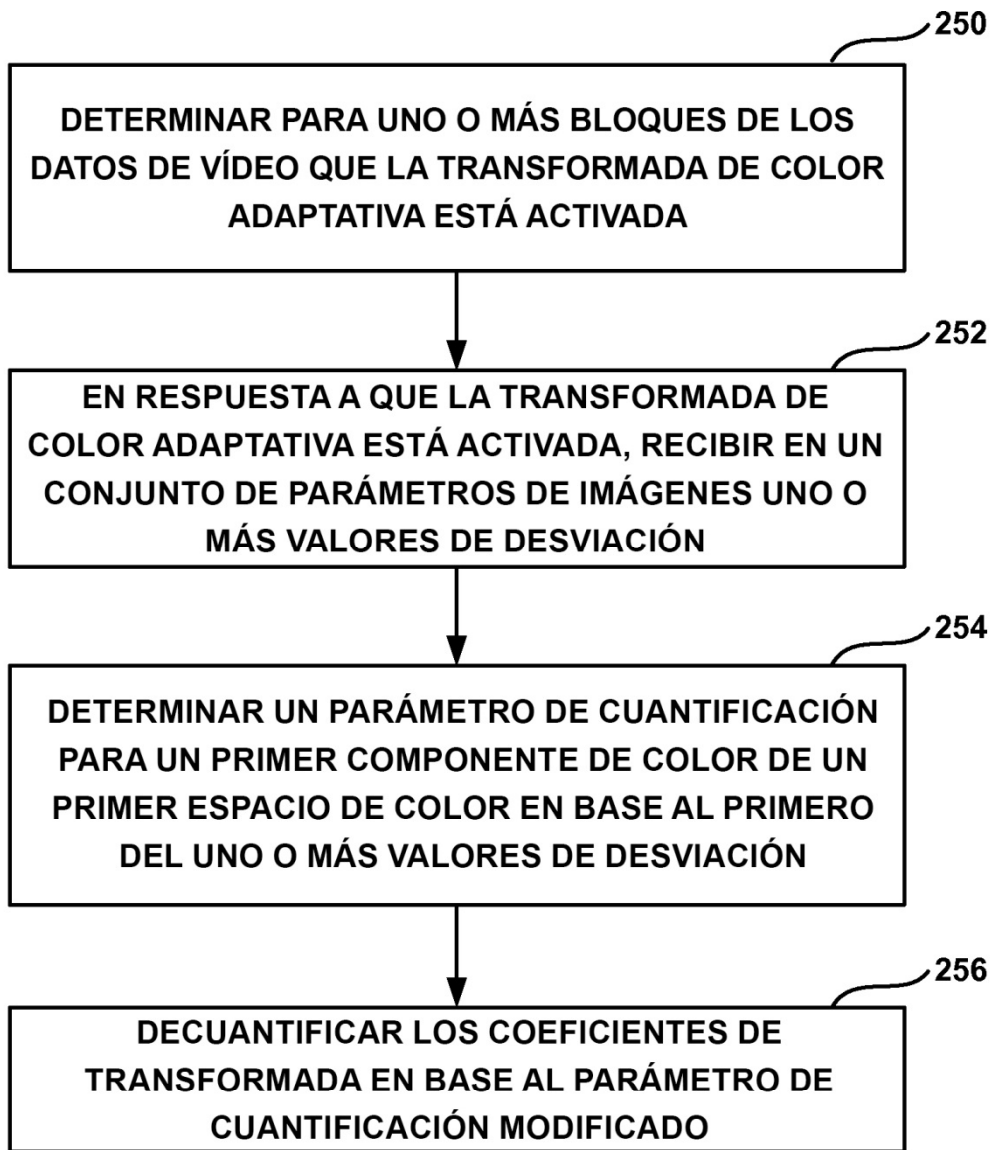 250
DETERMINAR PARA UNO O MÁS BLOQUES DE LOS
DATOS DE VÍDEO QUE LA TRANSFORMADA DE COLOR
ADAPTATIVA ESTÁ ACTIVADA
252
EN RESPUESTA A QUE LA TRANSFORMADA DE
COLOR ADAPTATIVA ESTÁ ACTIVADA, RECIBIR EN UN
CONJUNTO DE PARÁMETROS DE IMÁGENES UNO O
MÁS VALORES DE DESVIACIÓN
254
DETERMINAR UN PARÁMETRO DE CUANTIFICACIÓN
PARA UN PRIMER COMPONENTE DE COLOR DE UN
PRIMER ESPACIO DE COLOR EN BASE AL PRIMERO
DEL UNO O MÁS VALORES DE DESVIACIÓN
256
DECUANTIFICAR LOS COEFICIENTES DE
TRANSFORMADA EN BASE AL PARÁMETRO DE
CUANTIFICACIÓN MODIFICADO